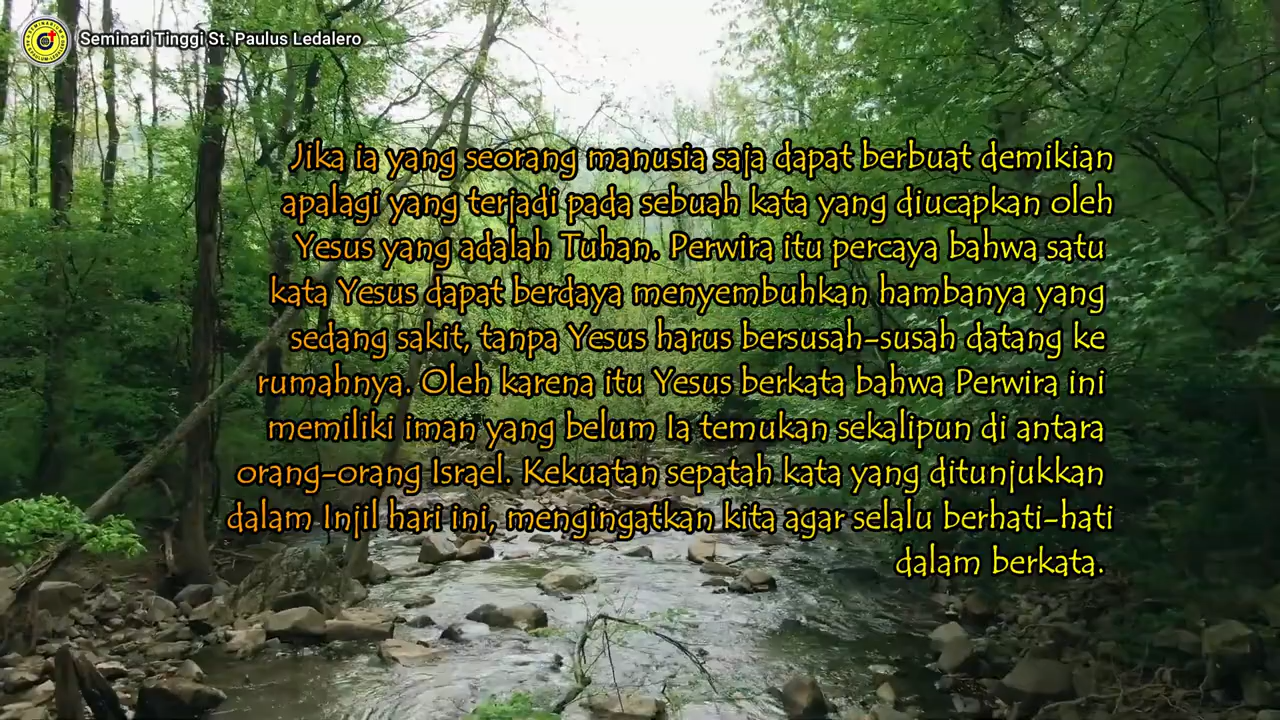 Seminari Tinggi St. Paulus Ledalero
Jika ia yang seorang manusia saja dapat berbuat demikian
apalagi yang terjadi pada sebuah kata yang diucapkan oleh
Yesus yang adalah Tuhan. Perwira itu percaya bahwa satu
kata Yesus dapat berdaya menyembuhkan hambanya yang
sedang sakit, tanpa Yesus harus bersusah-susah datang ke
rumahnya. Oleh karena itu Yesus berkata bahwa Perwira ini
memiliki iman yang belum Ia temukan sekalipun di antara
orang-orang Israel. Kekuatan sepatah kata yang ditunjukkan
dalam Injil hari ini, mengingatkan kita agar selalu berhati-hati
dalam berkata.